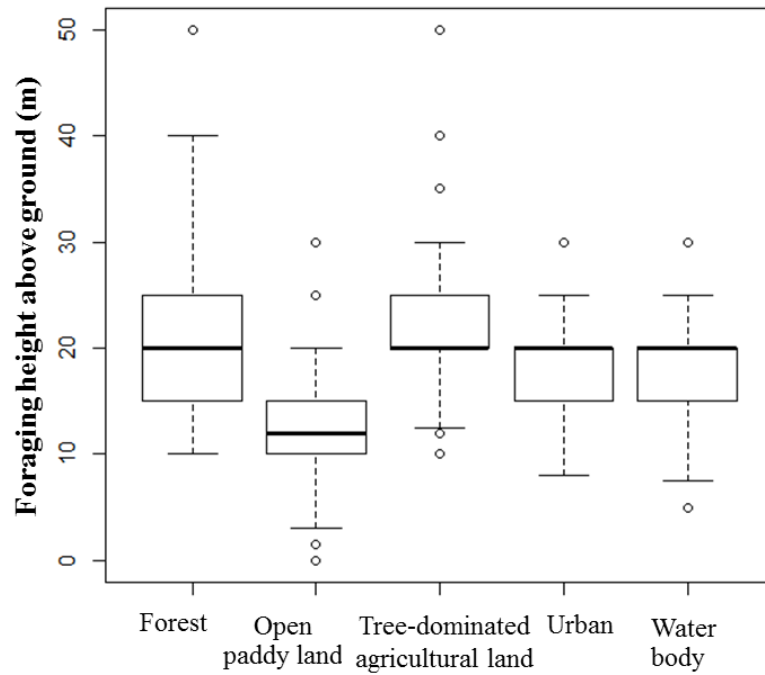 Foraging height above ground (m)
50
40
30
20
10
0
Forest
Open
paddy land
Tree-dominated
agricultural land
Urban
Water
body